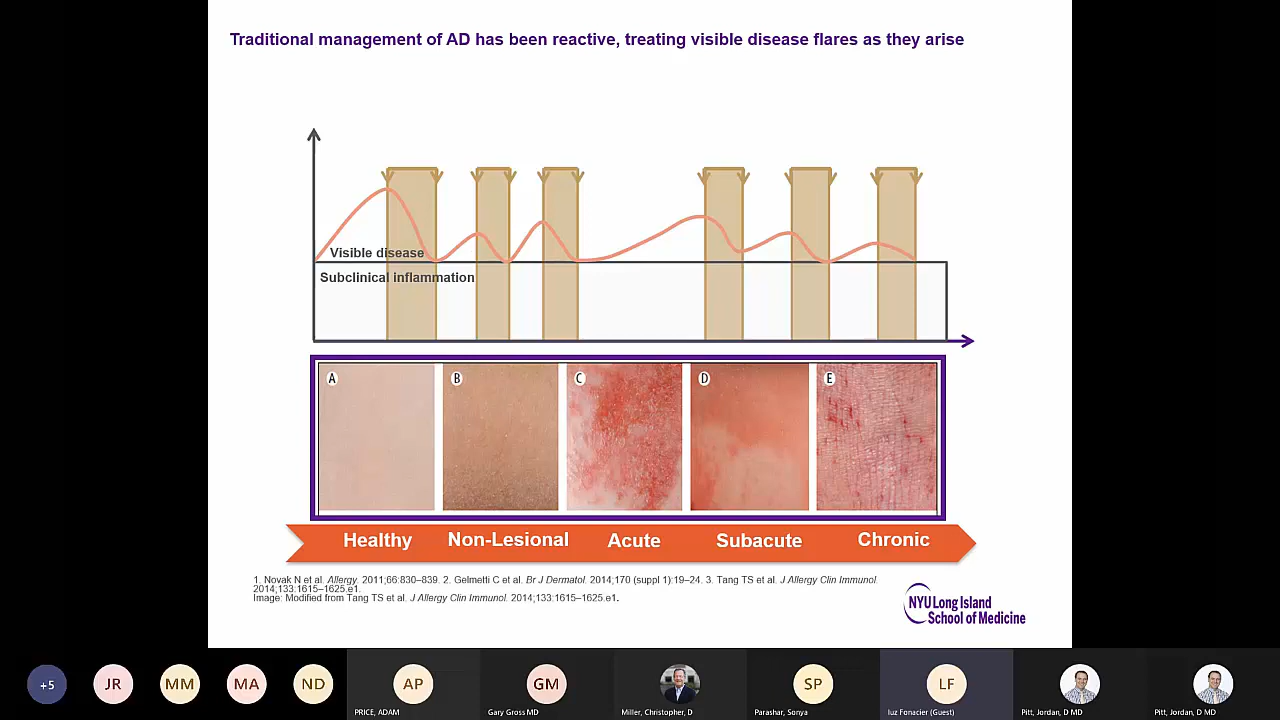 Traditional management of AD has been reactive, treating visible disease flares as they arise
Visible disease
Subclinical inflammation
A
B
C
D
E
Healthy
Non-Lesional
Acute
Subacute
Chronic
1. Novak N et al. Allergy. 2011;66:830–839. 2. Gelmetti C et al. Br J Dermatol. 2014;170 (suppl 1):19–24. 3. Tang TS et al. J Allergy Clin Immunol.
2014;133:1615–1625.e1.
Image: Modified from Tang TS et al. J Allergy Clin Immunol. 2014;133:1615–1625.e1.
NYU Long Island
School of Medicine
+5
JR
MM
MA
ND
AP
GM
SP
LF
PRICE, ADAM
Gary Gross MD
Miller, Christopher, D
Parashar, Sonya
luz Fonacier (Guest)
Pitt, Jordan, D MD
Pitt, Jordan, D MD